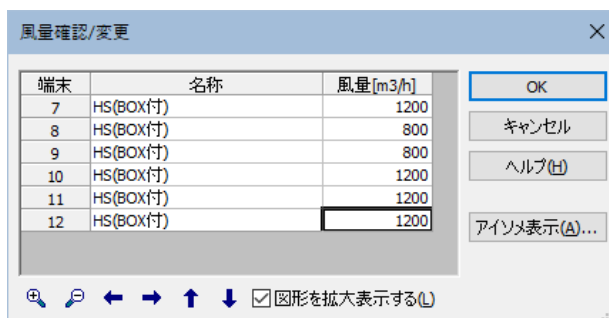 風量確認/変更
端末 名称 風量[m3/h]
7 HS(BOX付) 1200
8 HS(BOX付) 800
9 HS(BOX付) 800
10 HS(BOX付) 1200
11 HS(BOX付) 1200
12 HS(BOX付) 1200
OK
キャンセル
ヘルプ(H)
アイソメ表示(A)...
図形を拡大表示する(L)